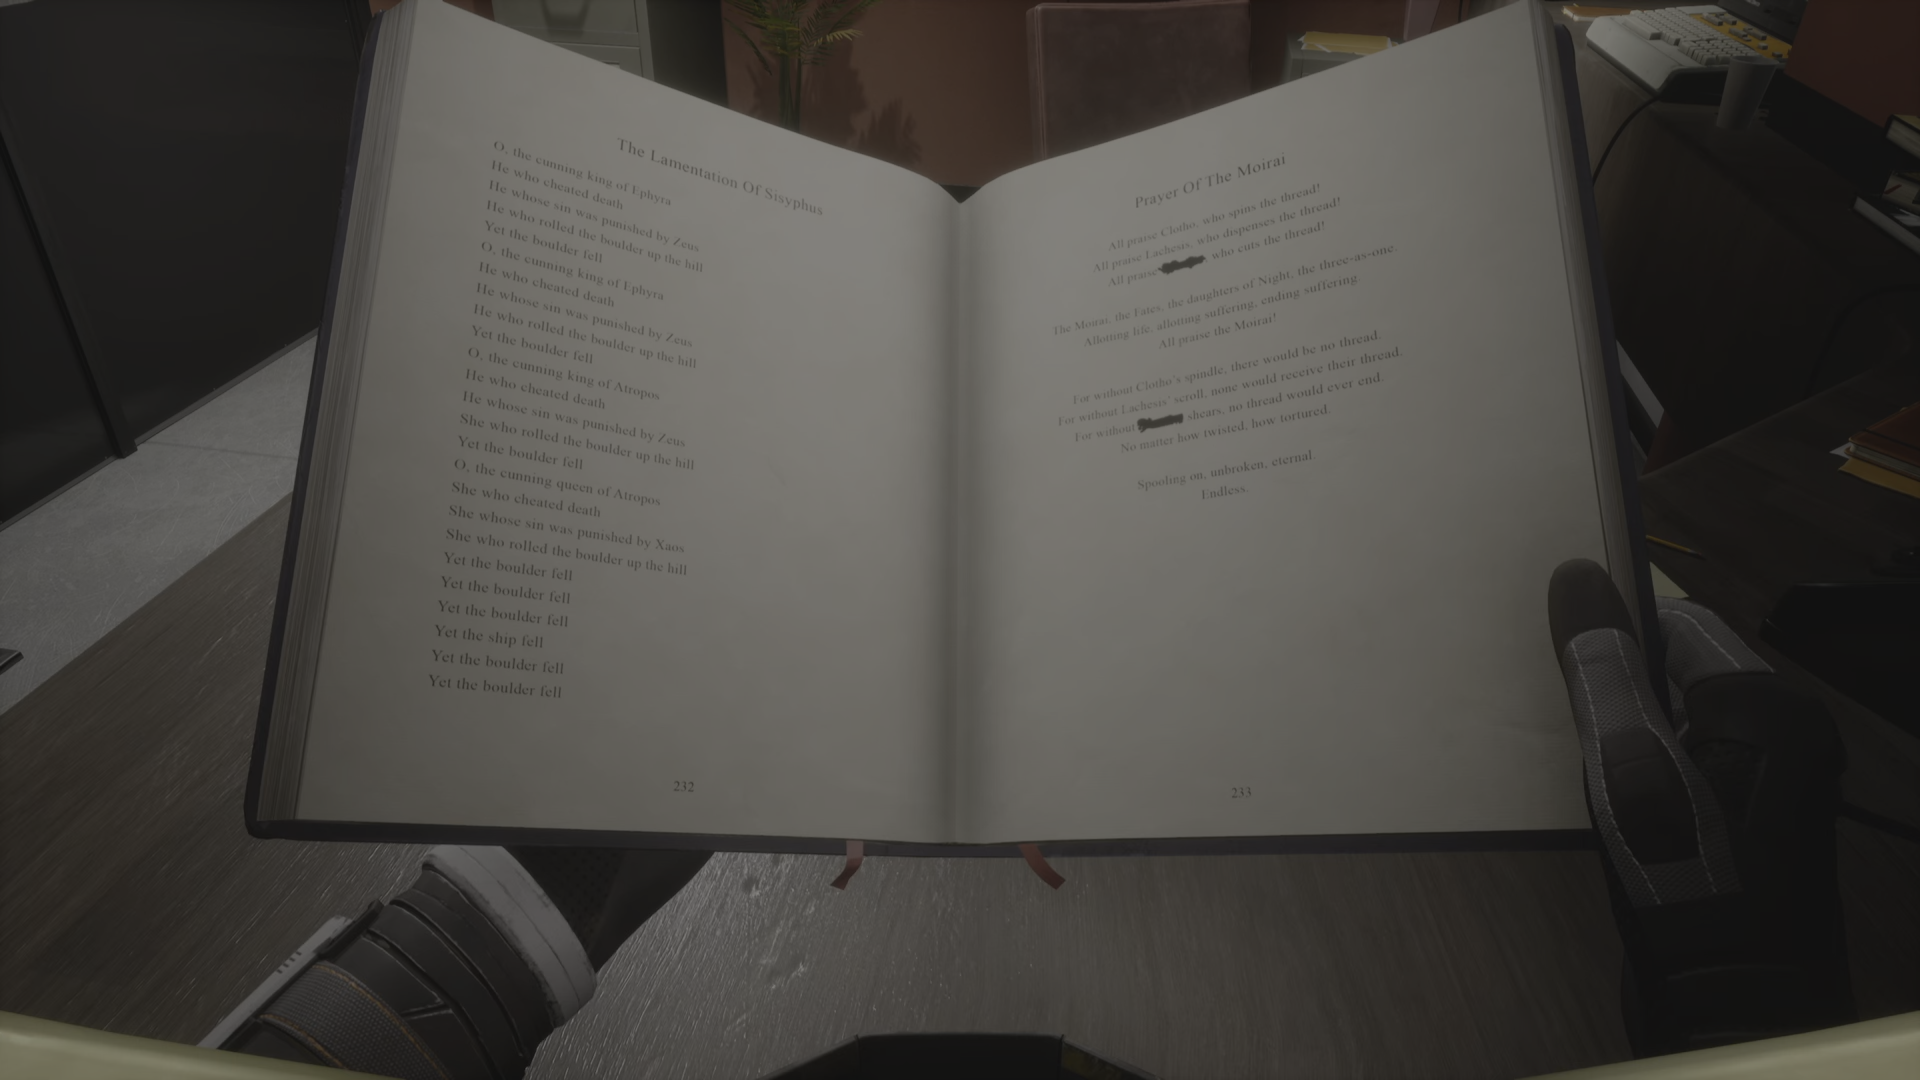 The Lamentation Of Sisyphus
O, the cunning king of Ephyra
He who cheated death
He whose sin was punished by Zeus
He who rolled the boulder up the hill
Yet the boulder fell
O, the cunning king of Ephyra
He who cheated death
He whose sin was punished by Zeus
He who rolled the boulder up the hill
Yet the boulder fell
O, the cunning king of Atropos
He who cheated death
He whose sin was punished by Zeus
She who rolled the boulder up the hill
Yet the boulder fell
O, the cunning queen of Atropos
She who cheated death
She whose sin was punished by Xaos
She who rolled the boulder up the hill
Yet the boulder fell
Yet the boulder fell
Yet the boulder fell
Yet the ship fell
Yet the boulder fell
Yet the boulder fell
232
Prayer Of The Moirai
All praise Clotho, who spins the thread!
All praise Lachesis, who dispenses the thread!
All praise , who cuts the thread!
The Moirai, the Fates, the daughters of Night, the three-as-one.
Allotting life, allotting suffering, ending suffering.
All praise the Moirai!
For without Clotho's spindle, there would be no thread.
For without Lachesis' scroll, none would receive their thread.
For without shears, no thread would ever end.
No matter how twisted, how tortured.
Spooling on, unbroken, eternal.
Endless.
233